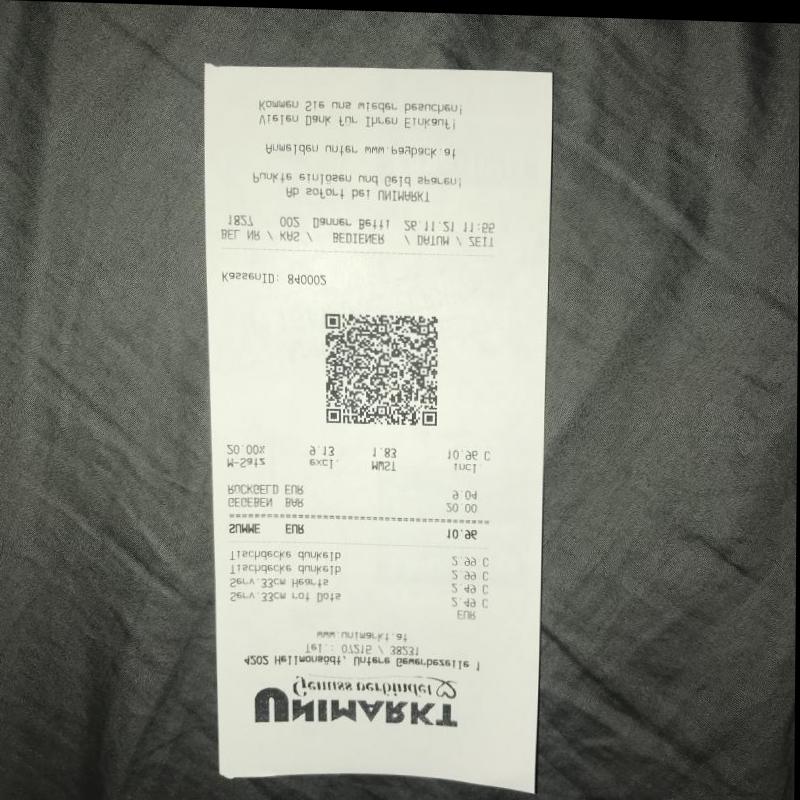 UNIMARKT
Genuss verbindet
4202 Hellmonsödt, Untere Gewerbezeile 1
Tel.: 07215 / 38231
www.unimarkt.at
EUR
Serv.33cm rot Dots 2.49 C
Serv.33cm Hearts 2.49 C
Tischdecke dunkelb 2.99 C
Tischdecke dunkelb 2.99 C
SUMME EUR 10.96
GEGEBEN BAR 20.00
RÜCKGELD EUR 9.04
M-Satz excl. MWST incl.
20.00% 9.13 1.83 10.96 C
KassenID: 840002
BEL NR / KAS / BEDIENER / DATUM / ZEIT
1827 002 Danner Betti 26.11.21 11:55
Ab sofort bei UNIMARKT
Punkte einlösen und Geld sparen!
Anmelden unter www.payback.at
Vielen Dank für Ihren Einkauf!
Kommen Sie uns wieder besuchen!